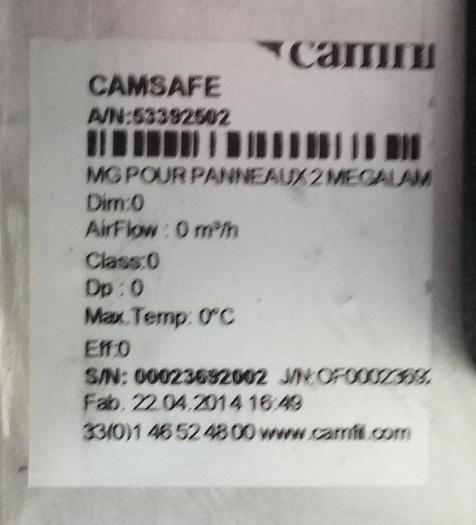 camfil
CAMSAFE
A/N:53392502
MG POUR PANNEAUX 2 MEGALAM
Dim:0
AirFlow : 0 m³/h
Class:0
Dp : 0
Max.Temp: 0°C
Eff:0
S/N: 00023692002 J/N:OF0002369
Fab. 22.04.2014 16:49
33(0)1 46 52 48 00 www.camfil.com